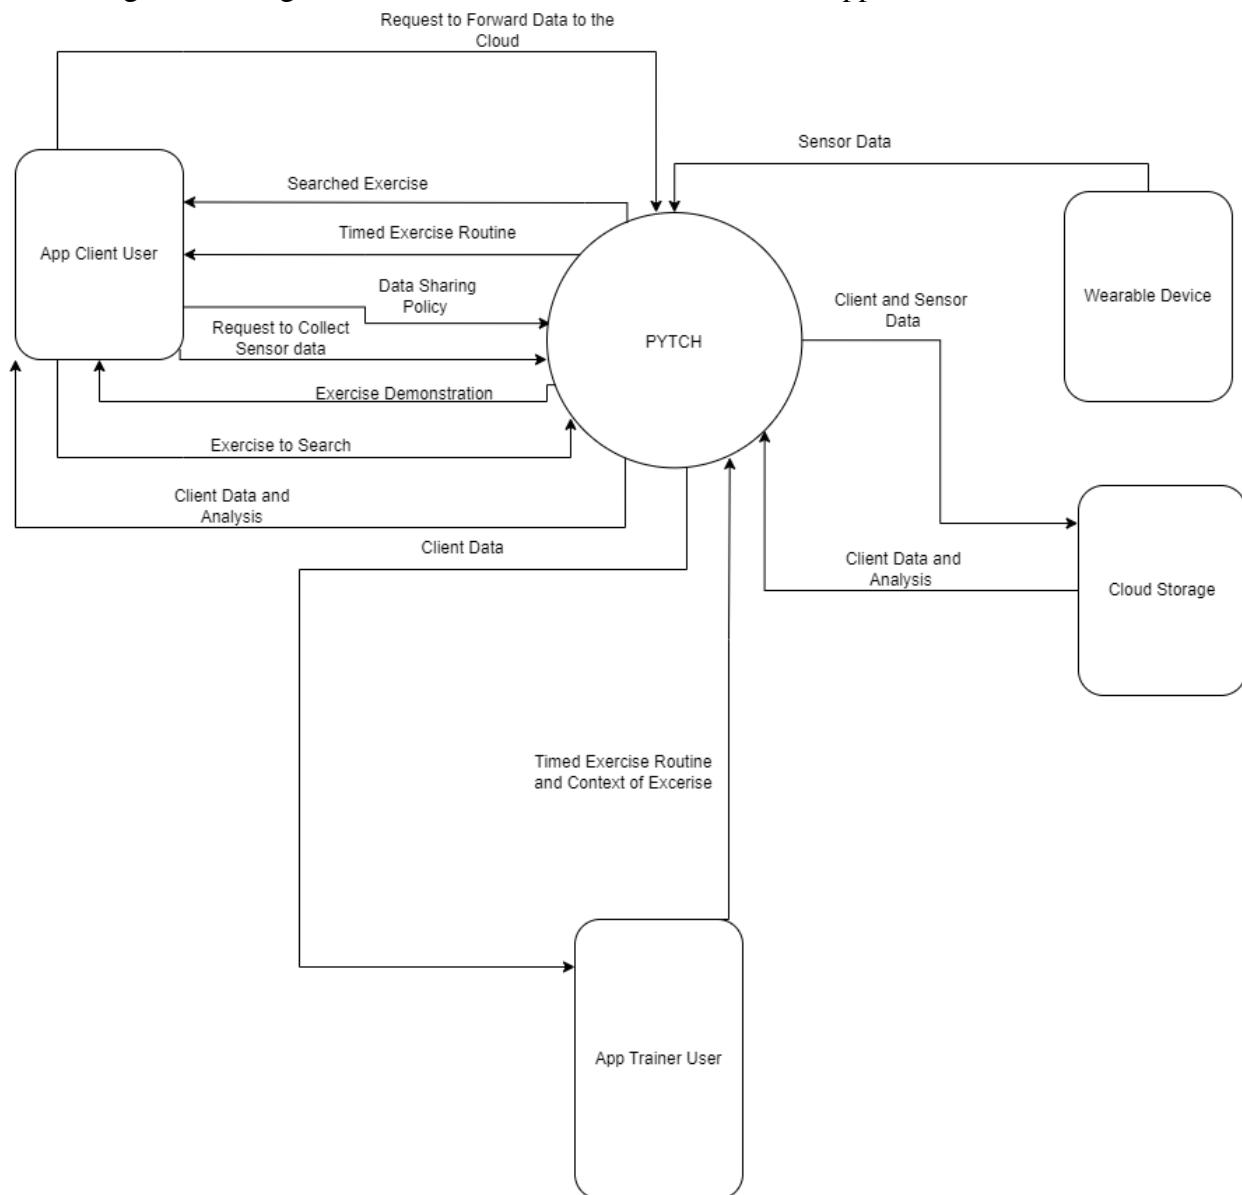 Request to Forward Data to the
Cloud
Sensor Data
Searched Exercise
Timed Exercise Routine
App Client User
Data Sharing
Policy
Client and Sensor
Data
Wearable Device
Request to Collect
Sensor data
PYTCH
Exercise Demonstration
Exercise to Search
Client Data and
Analysis
Client Data
Client Data and
Analysis
Cloud Storage
Timed Exercise Routine
and Context of Excerise
App Trainer User